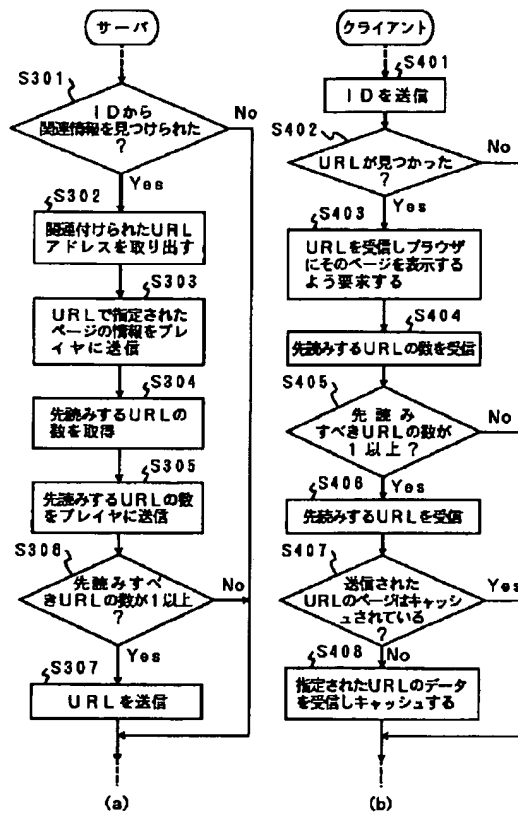 サーバ
S301
IDから
関連情報を見つけられた
?
No
Yes
S302
関連付けられたURL
アドレスを取り出す
S303
URLで指定された
ページの情報をプレ
イヤに送信
S304
先読みするURLの
数を取得
S305
先読みするURLの数
をプレイヤに送信
S306
先読みすべ
きURLの数が1以上
?
No
Yes
S307
URLを送信
(a)
クライアント
S401
IDを送信
S402
URLが見つかった
?
No
Yes
S403
URLを受信しブラウザ
にそのページを表示する
よう要求する
S404
先読みするURLの数を受信
S405
先読み
すべきURLの数が
1以上?
No
Yes
S406
先読みするURLを受信
S407
送信された
URLのページはキャッシ
ュされている
?
Yes
No
S408
指定されたURLのデータ
を受信しキャッシュする
(b)